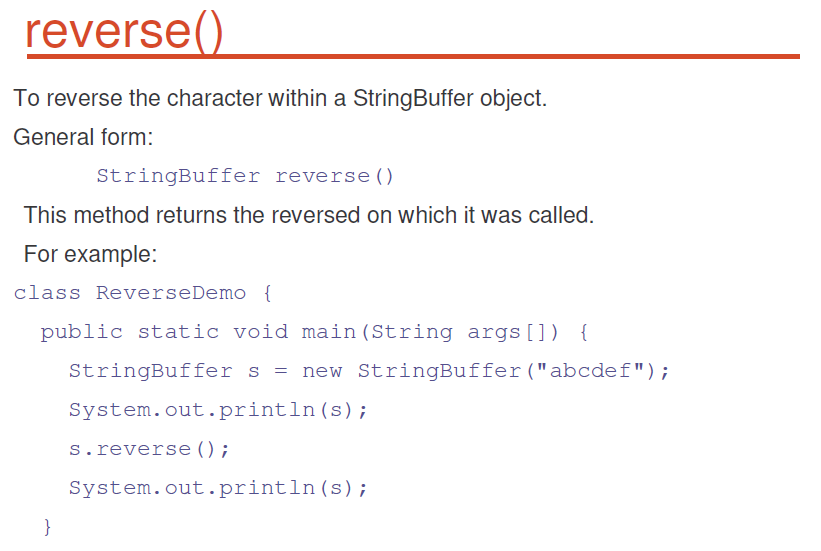 reverse()
To reverse the character within a StringBuffer object.
General form:
StringBuffer reverse()
This method returns the reversed on which it was called.
For example:
class ReverseDemo {
public static void main(String args[]) {
StringBuffer s = new StringBuffer("abcdef");
System.out.println(s);
s.reverse();
System.out.println(s);
}